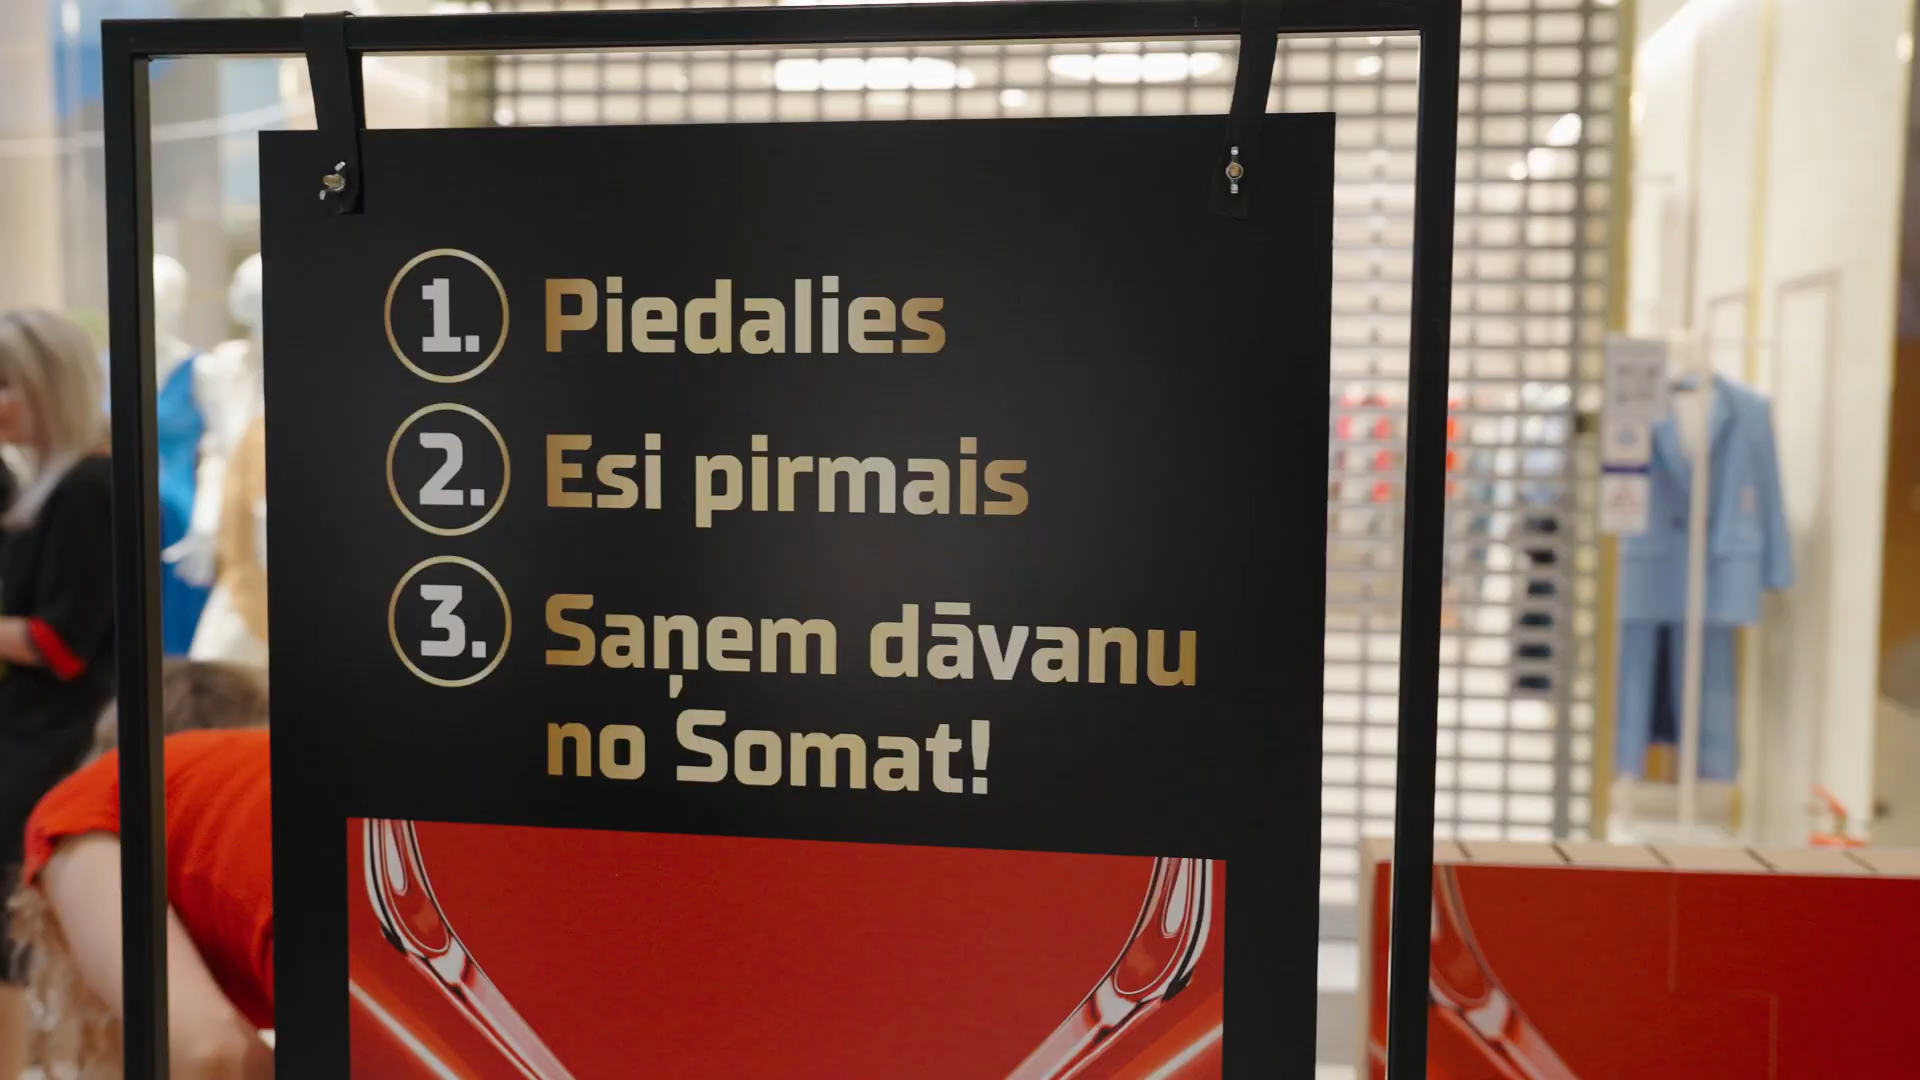 1. Piedalies
2. Esi pirmais
3. Saņem dāvanu
no Somat!